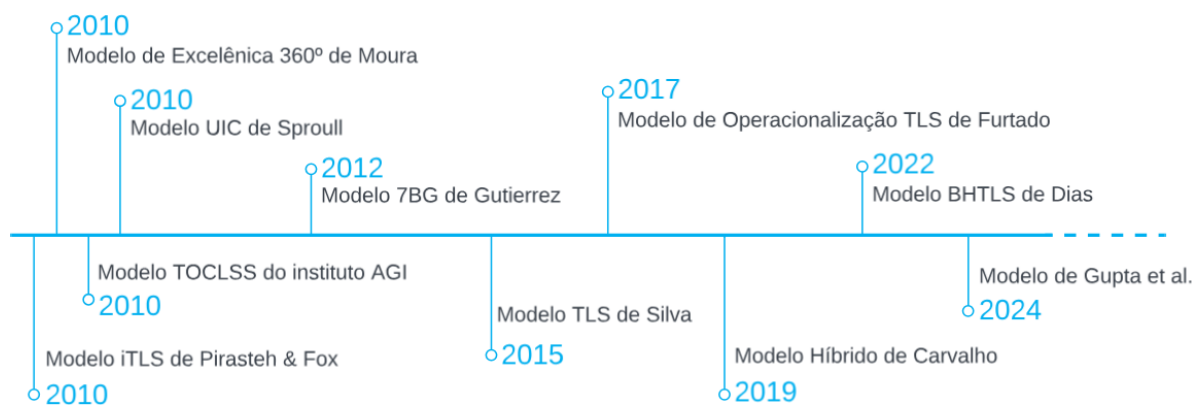 2010
Modelo de Excelênica 360º de Moura
2010
Modelo UIC de Sproull
2012
Modelo 7BG de Gutierrez
2017
Modelo de Operacionalização TLS de Furtado
2022
Modelo BHTLS de Dias
Modelo TOCLSS do instituto AGI
2010
Modelo iTLS de Pirasteh & Fox
2010
Modelo TLS de Silva
2015
Modelo Híbrido de Carvalho
2019
Modelo de Gupta et al.
2024